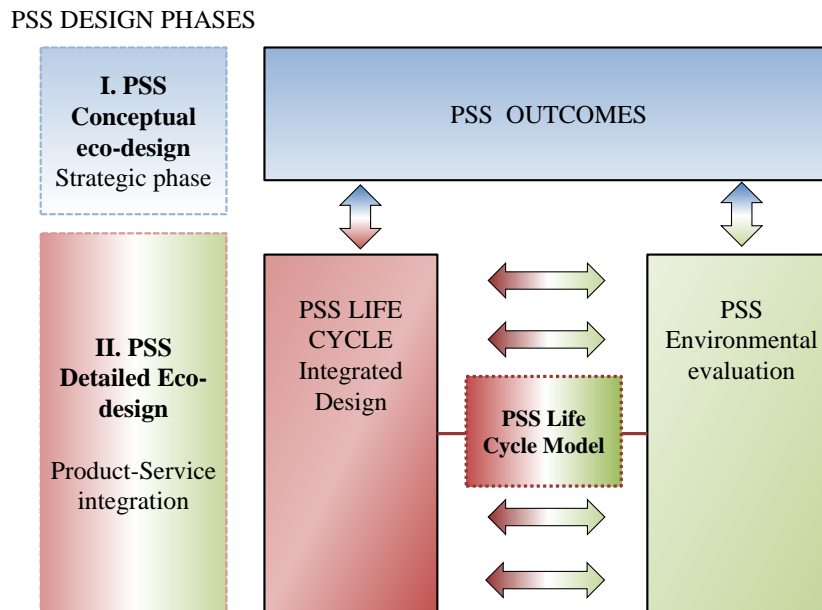 PSS DESIGN PHASES
I. PSS
Conceptual
eco-design
Strategic phase
PSS OUTCOMES
II. PSS
Detailed Eco-
design
Product-Service
integration
PSS LIFE
CYCLE
Integrated
Design
PSS Life
Cycle Model
PSS
Environmental
evaluation